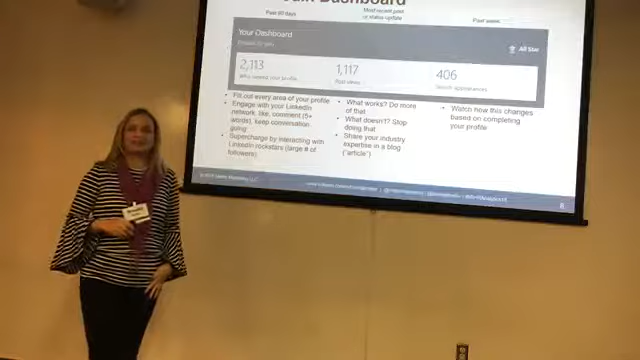 Dashboard
Past 90 days
Most recent post
or status update
Past week
Your Dashboard
All Star
2,113
Who viewed your profile
1,117
Post views
406
Search appearances
• Fill out every area of your profile
• Engage with your LinkedIn
network: like, comment (5+
words), keep conversation
going
• Supercharge by interacting with
LinkedIn rockstars (large # of
followers)
• What works? Do more
of that
• What doesn't? Stop
doing that
• Share your industry
expertise in a blog
("article")
• Watch how this changes
based on completing
your profile
8